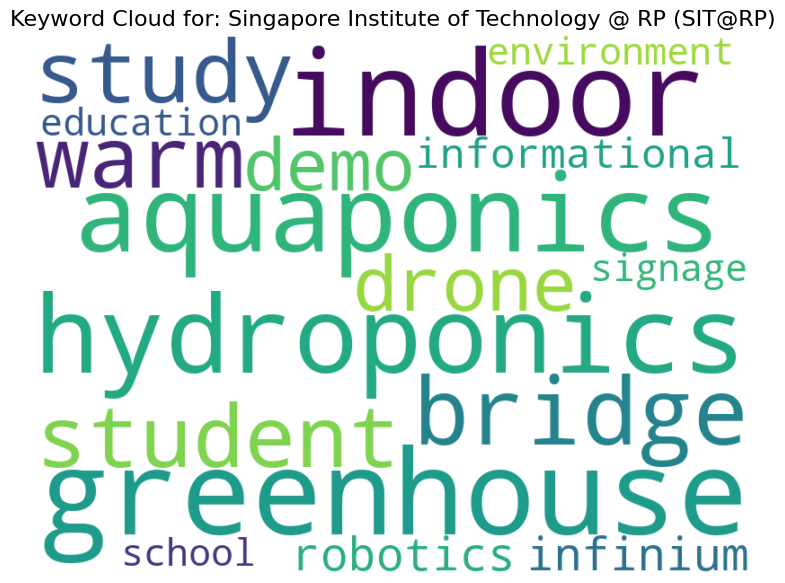 Keyword Cloud for: Singapore Institute of Technology @ RP (SIT@RP)
environment
study indoor
education
warm demo informational
aquaponics
drone signage
hydroponics
bridge
student
greenhouse
school robotics infinium